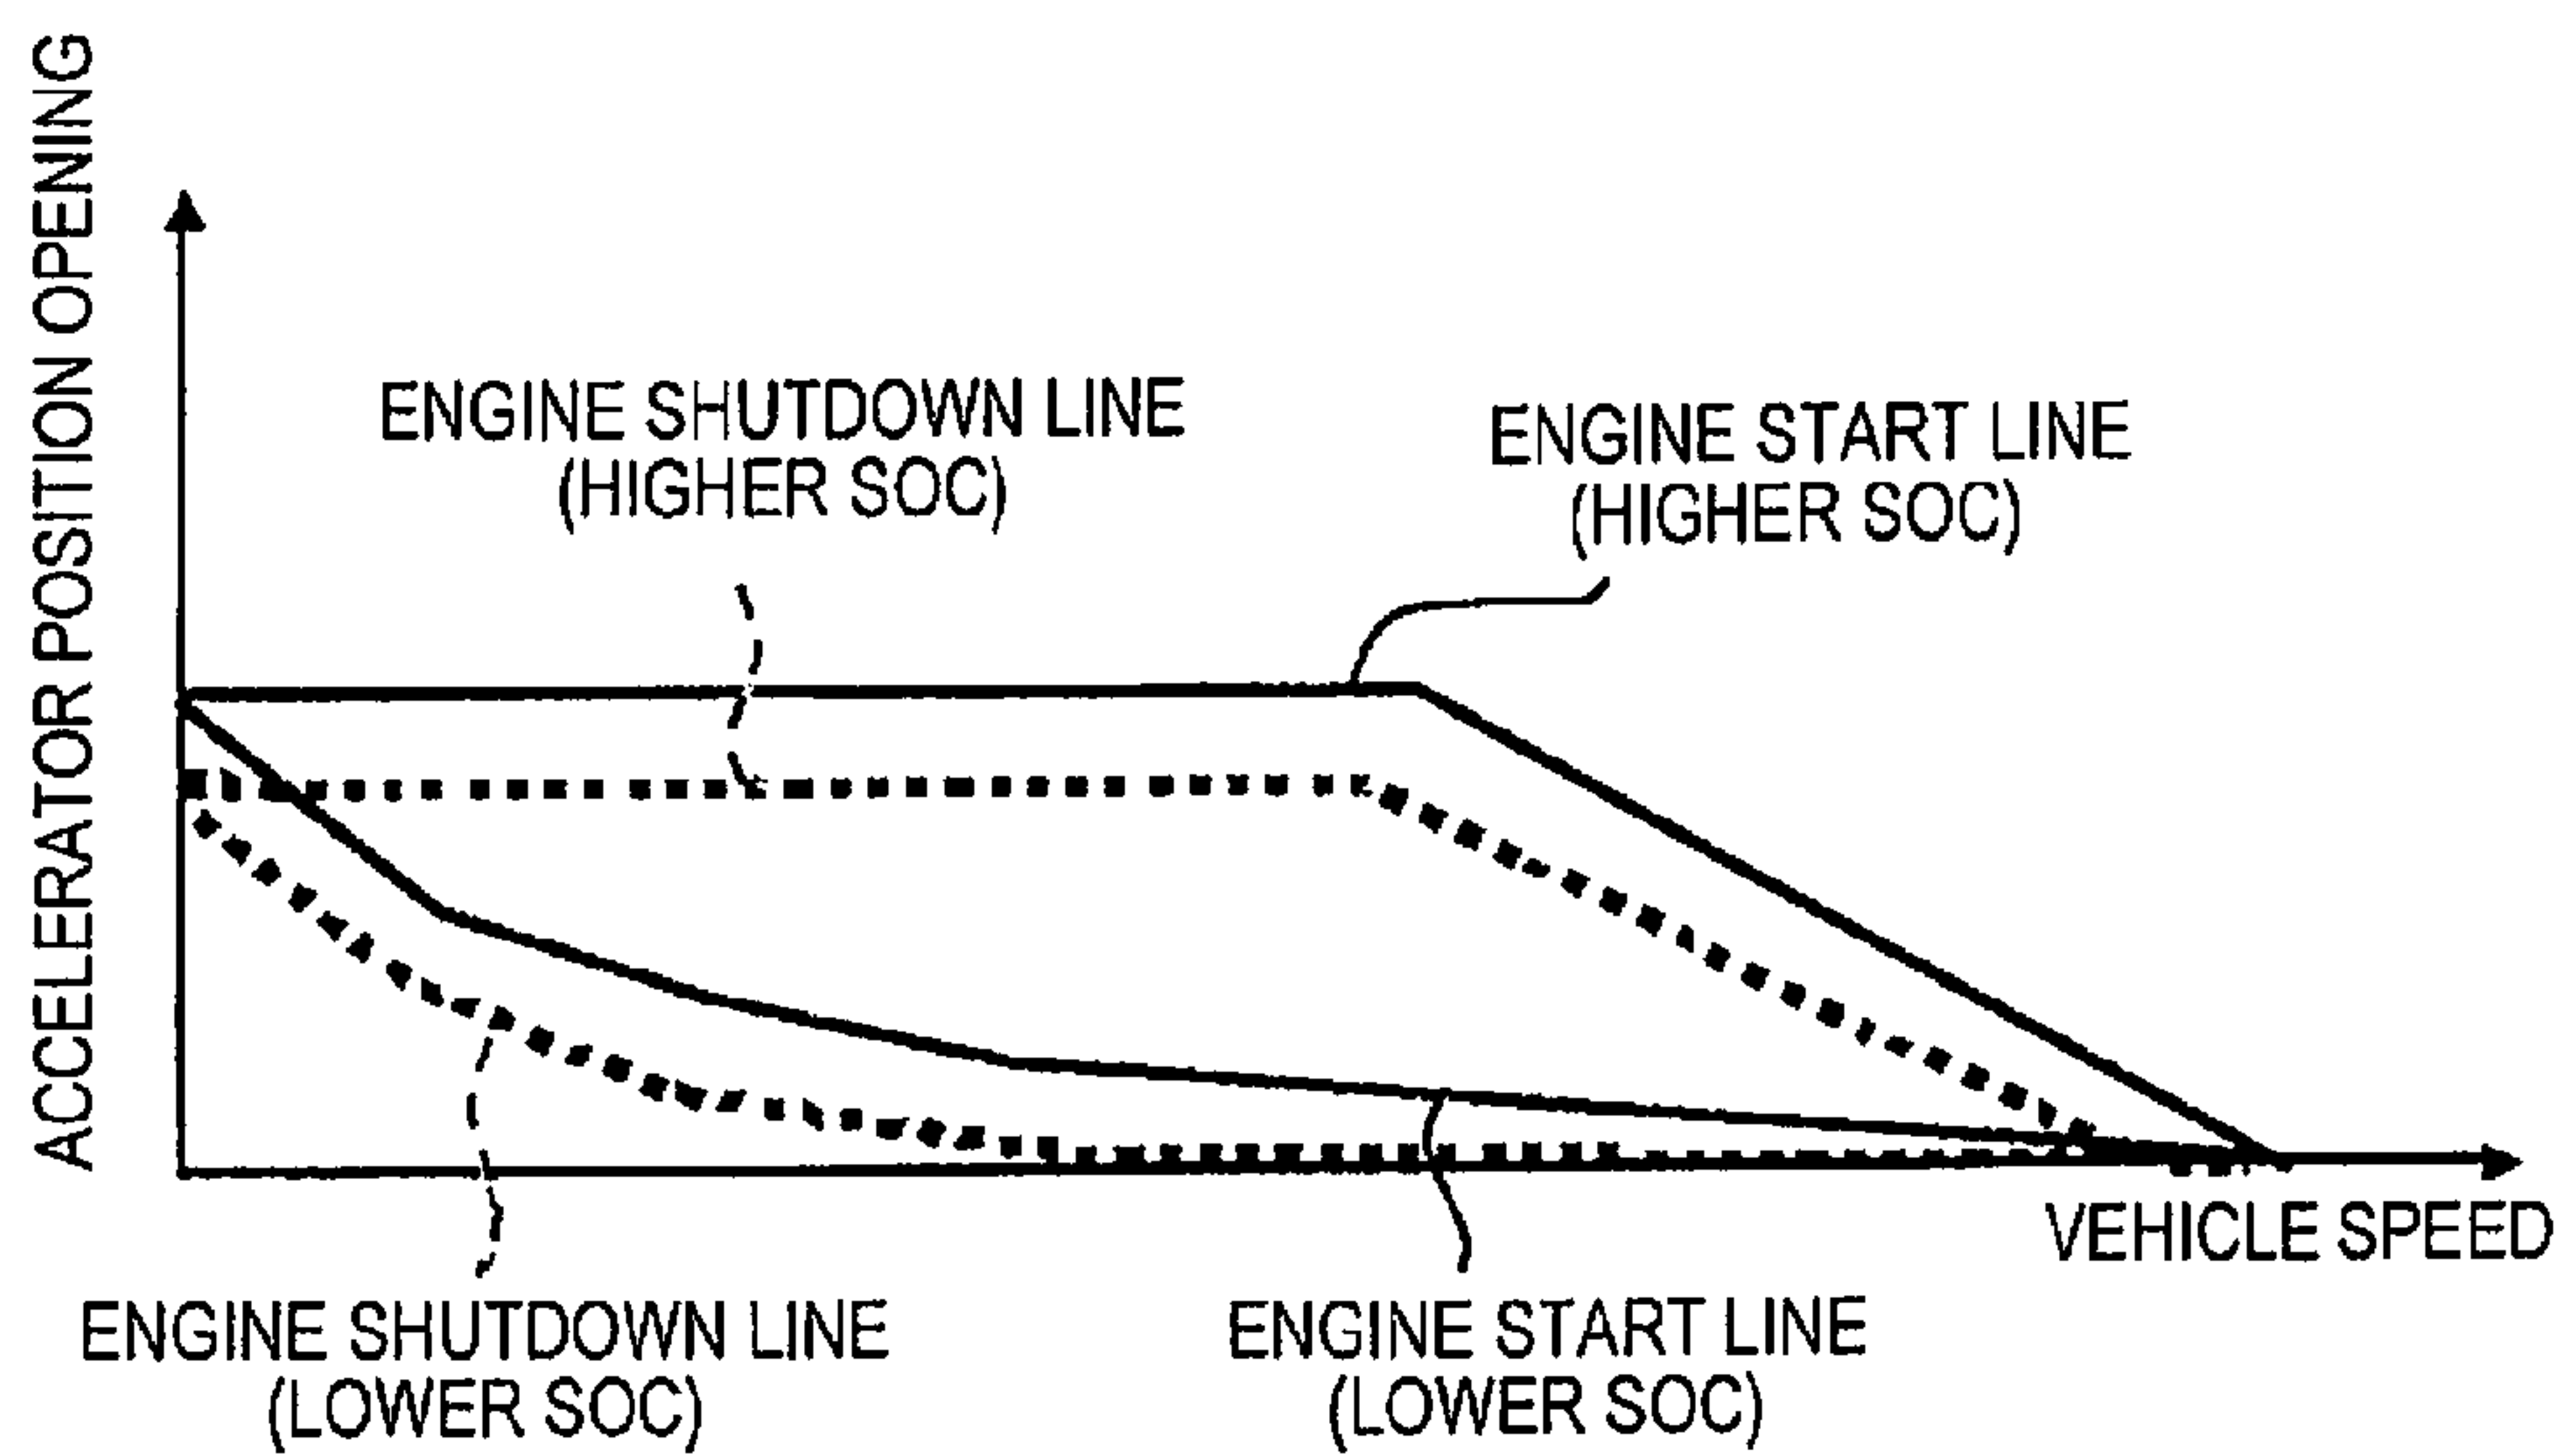 ACCELERATOR POSITION OPENING
ENGINE SHUTDOWN LINE
(HIGHER SOC)
ENGINE START LINE
(HIGHER SOC)
VEHICLE SPEED
ENGINE SHUTDOWN LINE
(LOWER SOC)
ENGINE START LINE
(LOWER SOC)